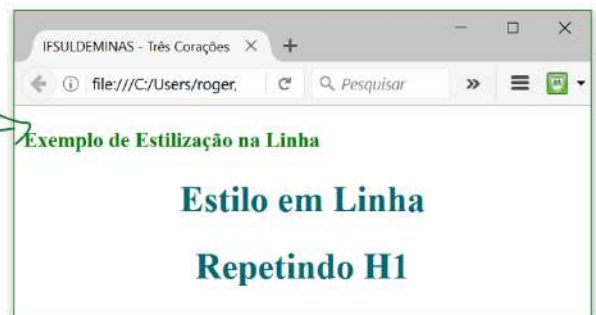 IFSULDEMINAS - Três Corações
file:///C:/Users/roger,
Pesquisar
Exemplo de Estilização na Linha
Estilo em Linha
Repetindo H1